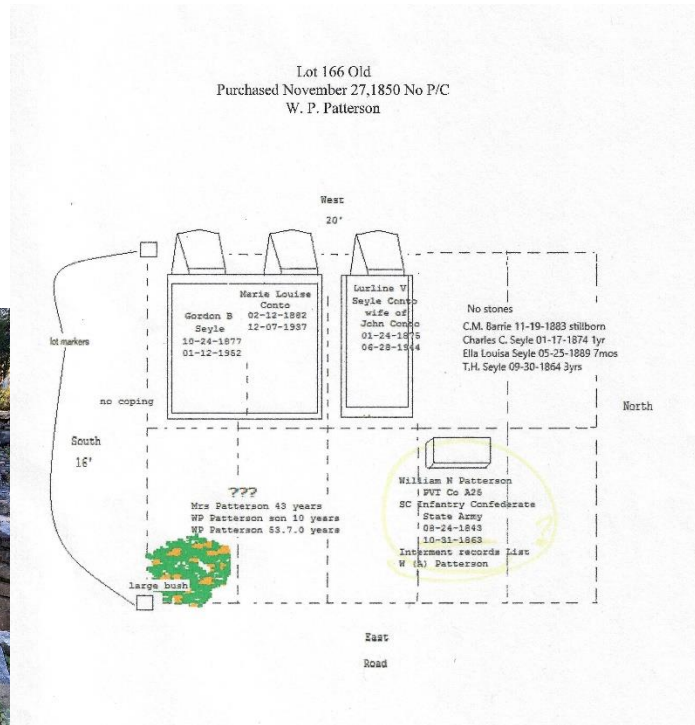 Lot 166 Old
Purchased November 27,1850 No P/C
W. P. Patterson
West
20'
lot markers
Gordon B
Seyle
10-24-1877
01-12-1952
Marie Louise
Conto
02-12-1882
12-07-1937
Lurline V
Seyle Conto
wife of
John Conto
06-28-1944
No stones
C.M. Barrie 11-19-1883 stillborn
Charles C. Seyle 01-17-1874 1yr
Ella Louisa Seyle 05-25-1889 7mos
T.H. Seyle 09-30-1864 3yrs
no coping
North
South
16'
???
Mrs Patterson 43 years
WP Patterson son 10 years
WP Patterson 53.7.0 years
William N Patterson
PVT Co A25
SC Infantry Confederate
State Army
08-24-1843
10-31-1863
Interment records List
W (A) Patterson
large bush
East
Road